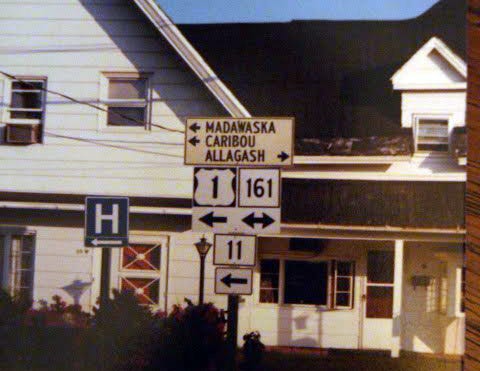 ← MADAWASKA
← CARIBOU
ALLAGASH →
1 161
← ↔
H
←
11
←